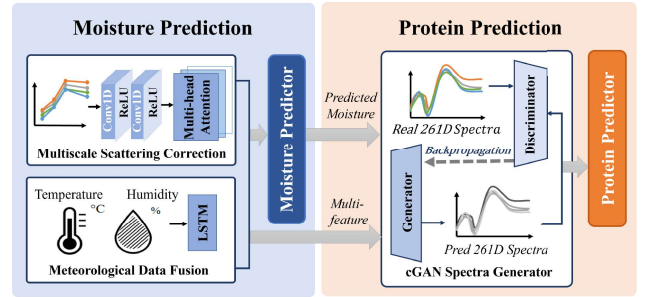 Moisture Prediction
Conv1D
ReLU
Conv1D
ReLU
Multi-head
Attention
Multiscale Scattering Correction
Temperature
°C
Humidity
%
LSTM
Meteorological Data Fusion
Moisture Predictor
Predicted
Moisture
Multi-
feature
Protein Prediction
Real 261D Spectra
Discriminator
Backpropagation
Generator
Pred 261D Spectra
cGAN Spectra Generator
Protein Predictor